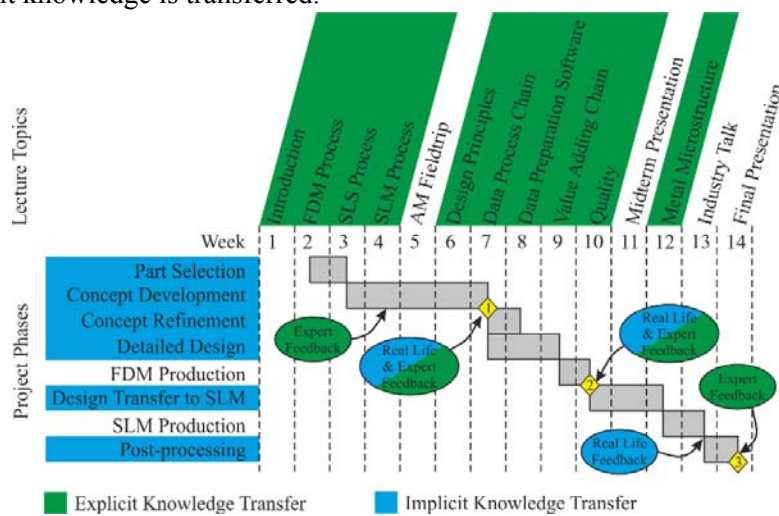 it knowledge is transferred.
Lecture Topics
Introduction
FDM Process
SLS Process
SLM Process
AM Fieldtrip
Design Principles
Data Process Chain
Data Preparation Software
Value Adding Chain
Quality
Midterm Presentation
Metal Microstructure
Industry Talk
Final Presentation
Week 1 2 3 4 5 6 7 8 9 10 11 12 13 14
Project Phases
Part Selection
Concept Development
Concept Refinement
Detailed Design
FDM Production
Design Transfer to SLM
SLM Production
Post-processing
Expert
Feedback
1
Real Life
& Expert
Feedback
2
Real Life
& Expert
Feedback
Expert
Feedback
Real Life
Feedback
3
Explicit Knowledge Transfer
Implicit Knowledge Transfer